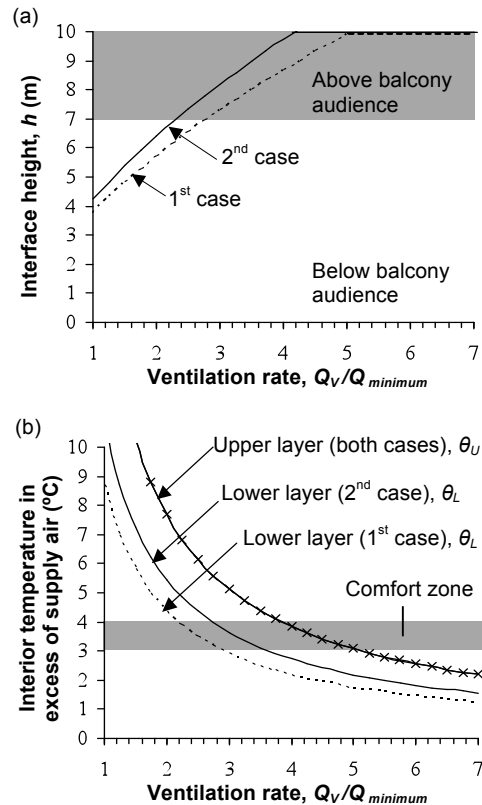 (a)
Interface height, h (m)
10
9
8
7
6
5
4
3
2
1
0
Above balcony
audience
2nd case
1st case
Below balcony
audience
1 2 3 4 5 6 7
Ventilation rate, QV/Qminimum
(b)
Interior temperature in
excess of supply air (ºC)
10
9
8
7
6
5
4
3
2
1
0
Upper layer (both cases), θU
Lower layer (2nd case), θL
Lower layer (1st case), θL
Comfort zone
1 2 3 4 5 6 7
Ventilation rate, QV/Qminimum